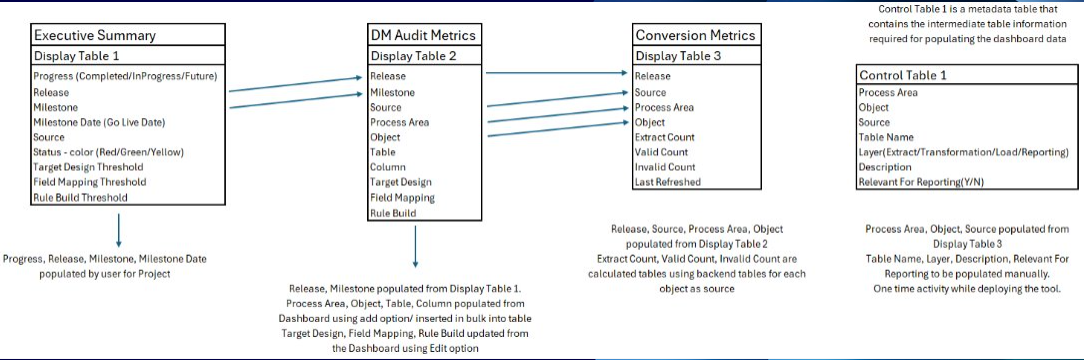 Executive Summary
Display Table 1
Progress (Completed/InProgress/Future)
Release
Milestone
Milestone Date (Go Live Date)
Source
Status - color (Red/Green/Yellow)
Target Design Threshold
Field Mapping Threshold
Rule Build Threshold
Progress, Release, Milestone, Milestone Date
populated by user for Project
DM Audit Metrics
Display Table 2
Release
Milestone
Source
Process Area
Object
Table
Column
Target Design
Field Mapping
Rule Build
Release, Milestone populated from Display Table 1.
Process Area, Object, Table, Column populated from
Dashboard using add option/ inserted in bulk into table
Target Design, Field Mapping, Rule Build updated from
the Dashboard using Edit option
Conversion Metrics
Display Table 3
Release
Source
Process Area
Object
Extract Count
Valid Count
Invalid Count
Last Refreshed
Release, Source, Process Area, Object
populated from Display Table 2
Extract Count, Valid Count, Invalid Count are
calculated tables using backend tables for each
object as source
Control Table 1 is a metadata table that
contains the intermediate table information
required for populating the dashboard data
Control Table 1
Process Area
Object
Source
Table Name
Layer(Extract/Transformation/Load/Reporting)
Description
Relevant For Reporting(Y/N)
Process Area, Object, Source populated from
Display Table 3
Table Name, Layer, Description, Relevant For
Reporting to be populated manually.
One time activity while deploying the tool.